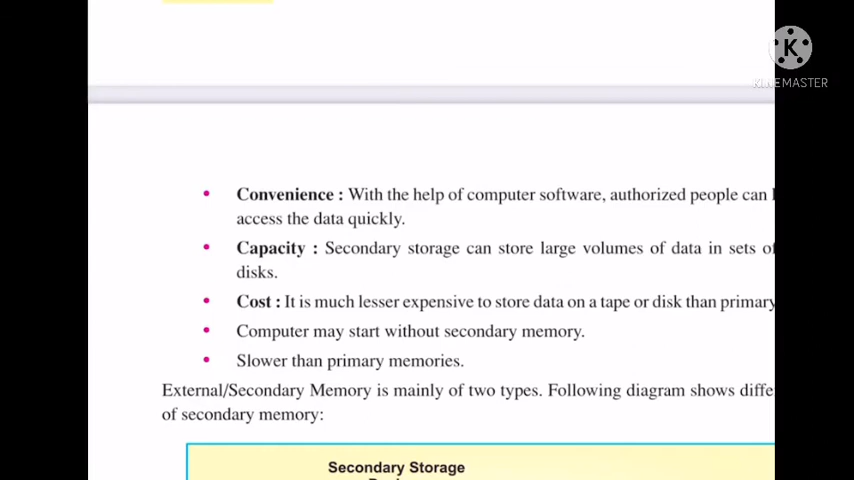 K
KINEMASTER
• Convenience : With the help of computer software, authorized people can
access the data quickly.
• Capacity : Secondary storage can store large volumes of data in sets of
disks.
• Cost : It is much lesser expensive to store data on a tape or disk than primary
• Computer may start without secondary memory.
• Slower than primary memories.
External/Secondary Memory is mainly of two types. Following diagram shows diffe
of secondary memory:
Secondary Storage